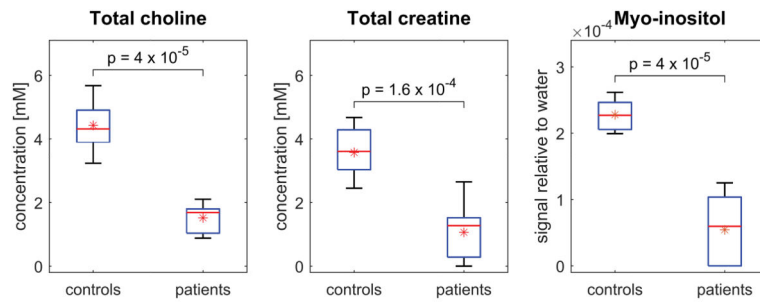 Total choline
p = 4 x 10^-5
concentration [mM]
6
4
2
0
controls patients
Total creatine
p = 1.6 x 10^-4
concentration [mM]
6
4
2
0
controls patients
Myo-inositol
×10^-4
p = 4 x 10^-5
signal relative to water
3
2
1
0
controls patients